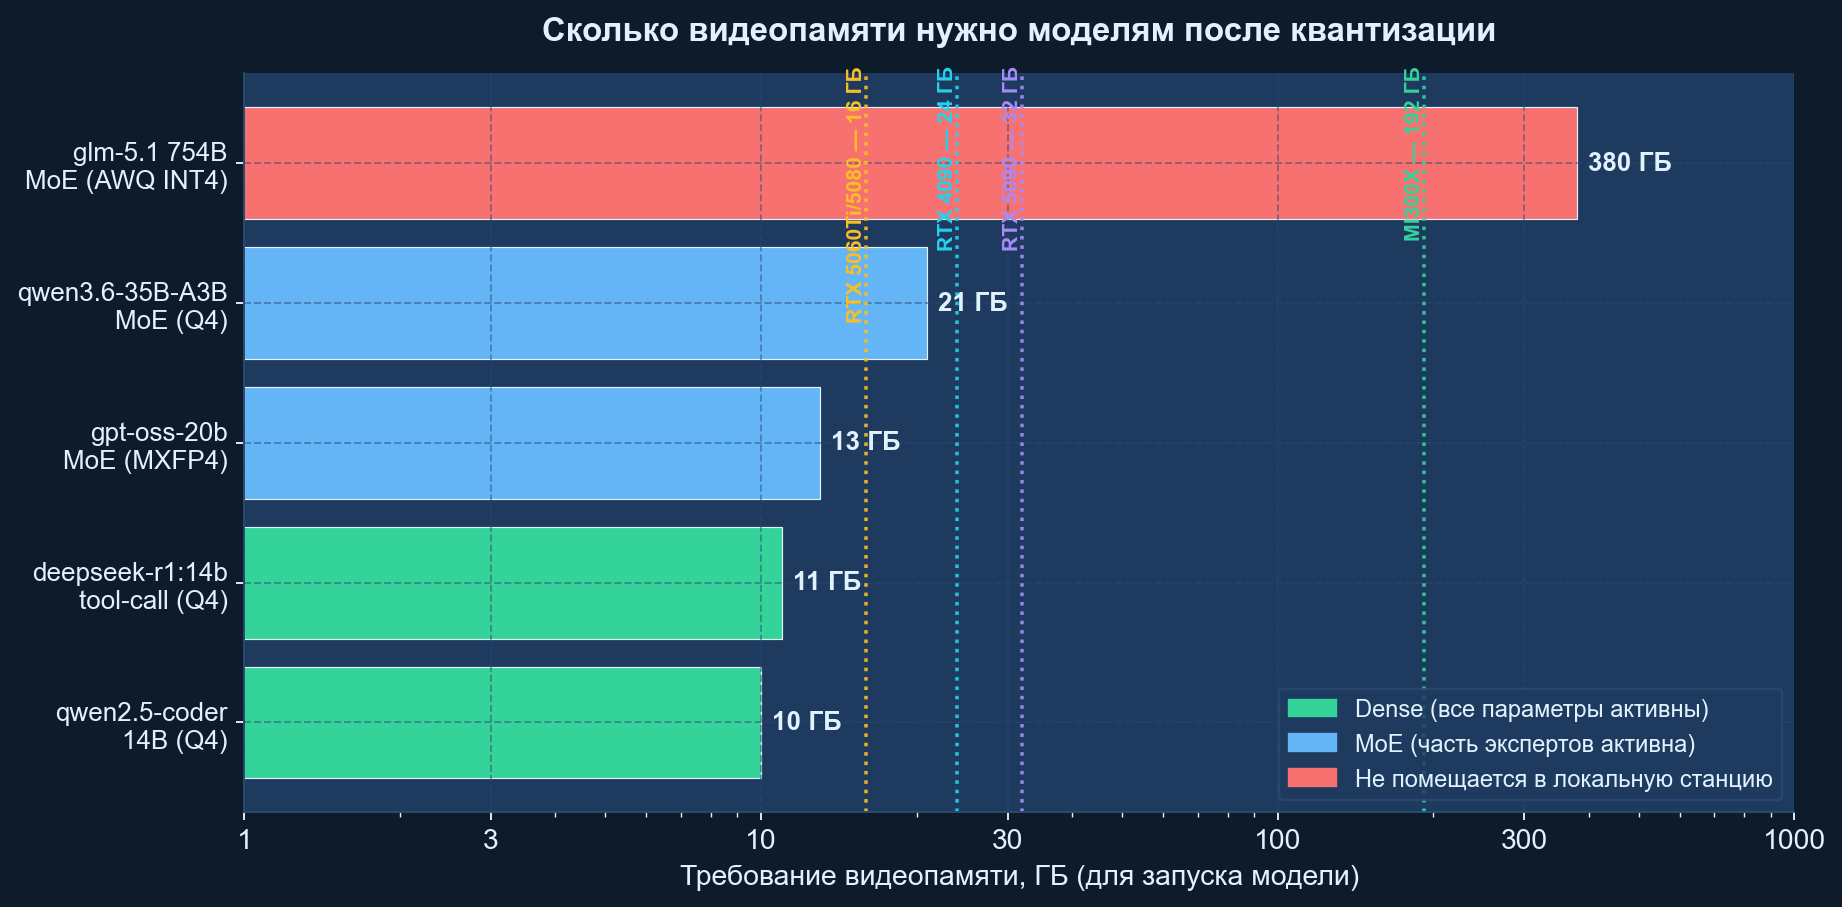 Сколько видеопамяти нужно моделям после квантизации
RTX 5060Ti/5080 — 16 ГБ
RTX 4090 — 24 ГБ
RTX 5090 — 32 ГБ
MI300X — 192 ГБ
glm-5.1 754B
MoE (AWQ INT4)
380 ГБ
qwen3.6-35B-A3B
MoE (Q4)
21 ГБ
gpt-oss-20b
MoE (MXFP4)
13 ГБ
deepseek-r1:14b
tool-call (Q4)
11 ГБ
qwen2.5-coder
14B (Q4)
10 ГБ
Dense (все параметры активны)
MoE (часть экспертов активна)
Не помещается в локальную станцию
1 3 10 30 100 300 1000
Требование видеопамяти, ГБ (для запуска модели)